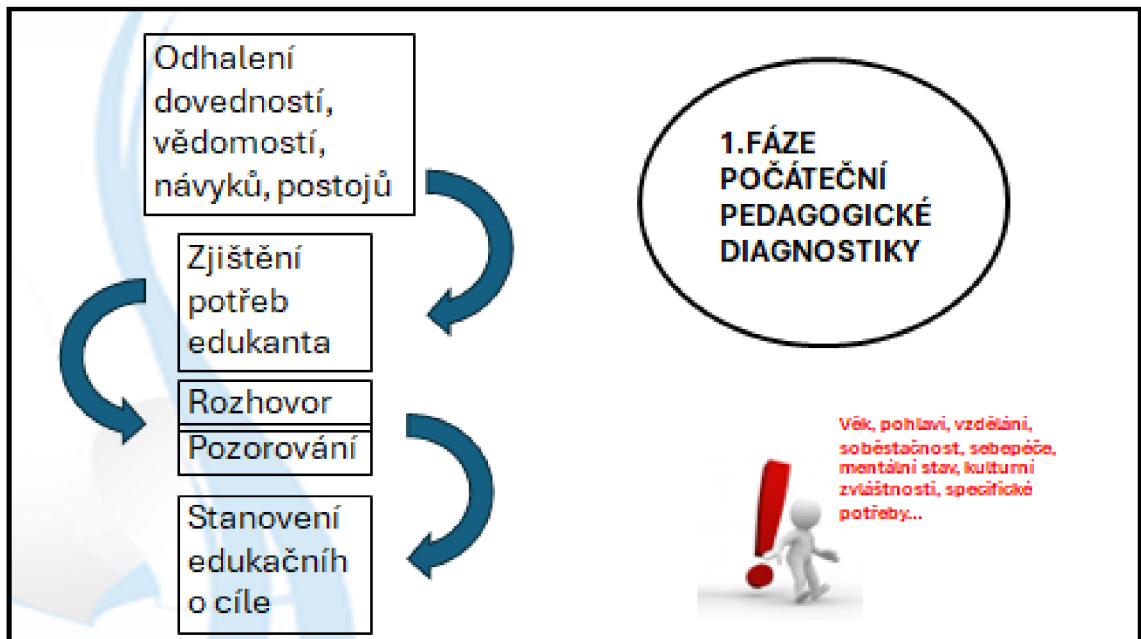 Odhalení
dovedností,
vědomostí,
návyků, postojů
Zjištění
potřeb
edukanta
Rozhovor
Pozorování
Stanovení
edukačníh
o cíle
1.FÁZE
POČÁTEČNÍ
PEDAGOGICKÉ
DIAGNOSTIKY
Věk, pohlaví, vzdělání,
soběstačnost, sebepéče,
mentální stav, kulturní
zvláštnosti, specifické
potřeby...